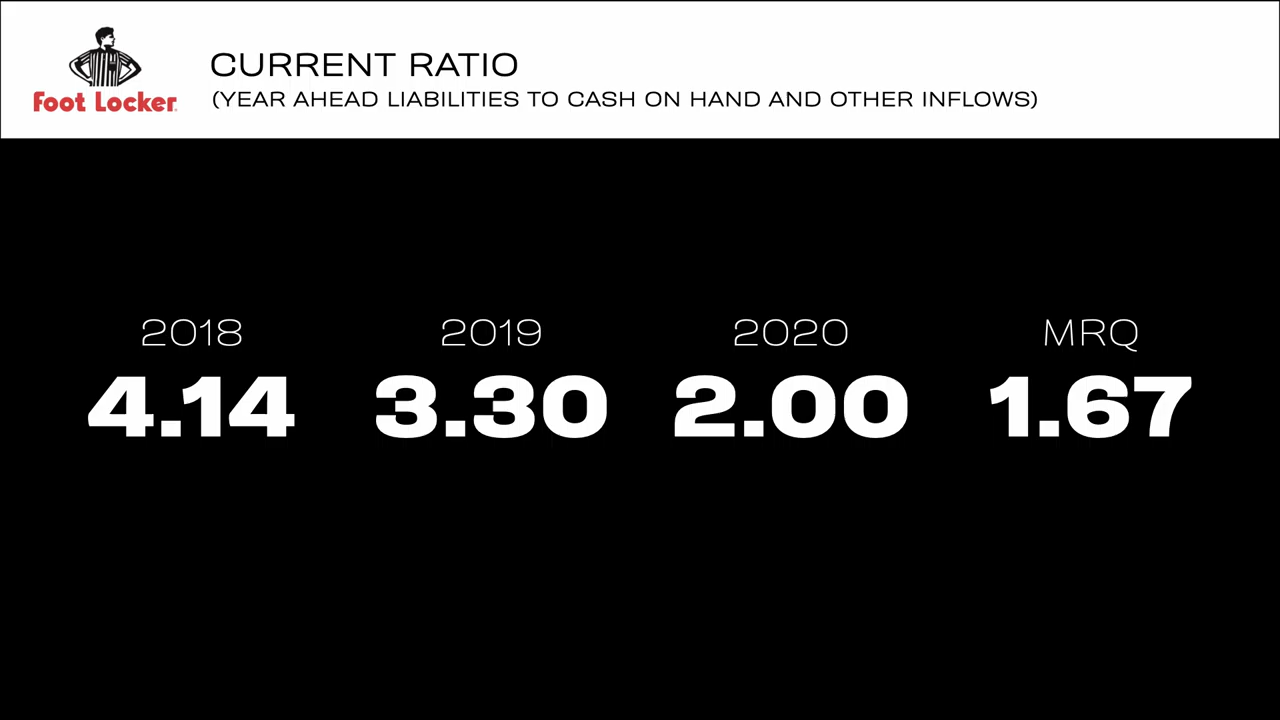 Foot Locker
CURRENT RATIO
(YEAR AHEAD LIABILITIES TO CASH ON HAND AND OTHER INFLOWS)
2018 2019 2020 MRQ
4.14 3.30 2.00 1.67